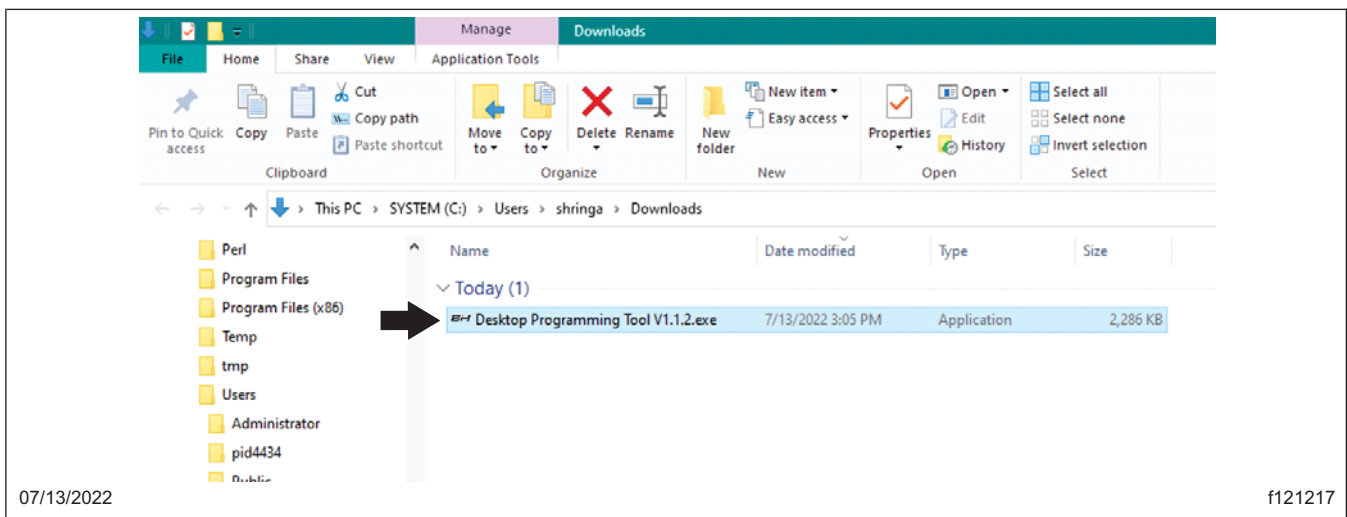 Manage Downloads
File Home Share View Application Tools
Pin to Quick access
Copy
Paste
Cut
Copy path
Paste shortcut
Clipboard
Move to
Copy to
Delete
Rename
Organize
New folder
New item
Easy access
New
Properties
Open
Edit
History
Open
Select all
Select none
Invert selection
Select
This PC › SYSTEM (C:) › Users › shringa › Downloads
Perl
Program Files
Program Files (x86)
Temp
tmp
Users
Administrator
pid4434
Public
Name Date modified Type Size
Today (1)
Desktop Programming Tool V1.1.2.exe 7/13/2022 3:05 PM Application 2,286 KB
07/13/2022 f121217